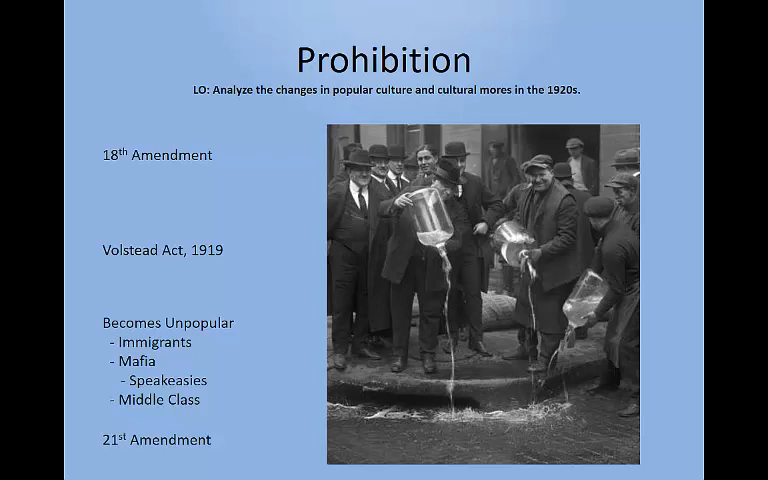 Prohibition
LO: Analyze the changes in popular culture and cultural mores in the 1920s.
18th Amendment
Volstead Act, 1919
Becomes Unpopular
- Immigrants
- Mafia
- Speakeasies
- Middle Class
21st Amendment